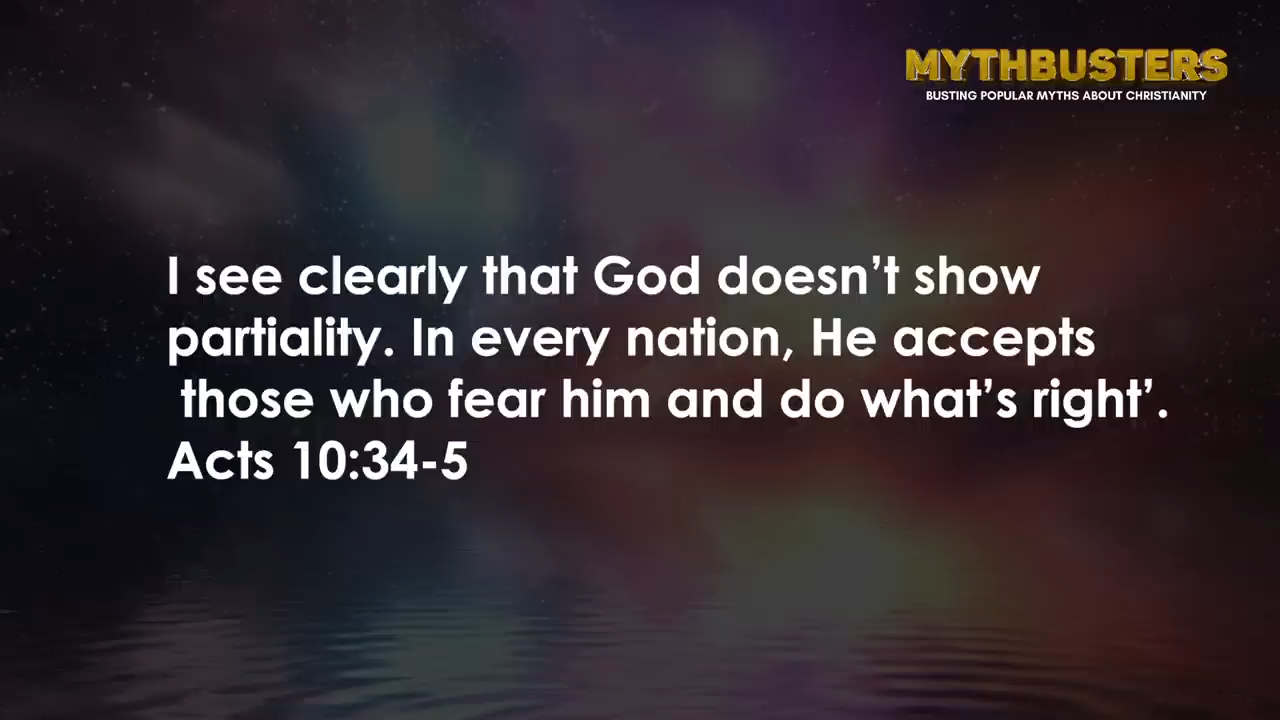 MYTHBUSTERS
BUSTING POPULAR MYTHS ABOUT CHRISTIANITY
I see clearly that God doesn’t show
partiality. In every nation, He accepts
those who fear him and do what’s right’.
Acts 10:34-5